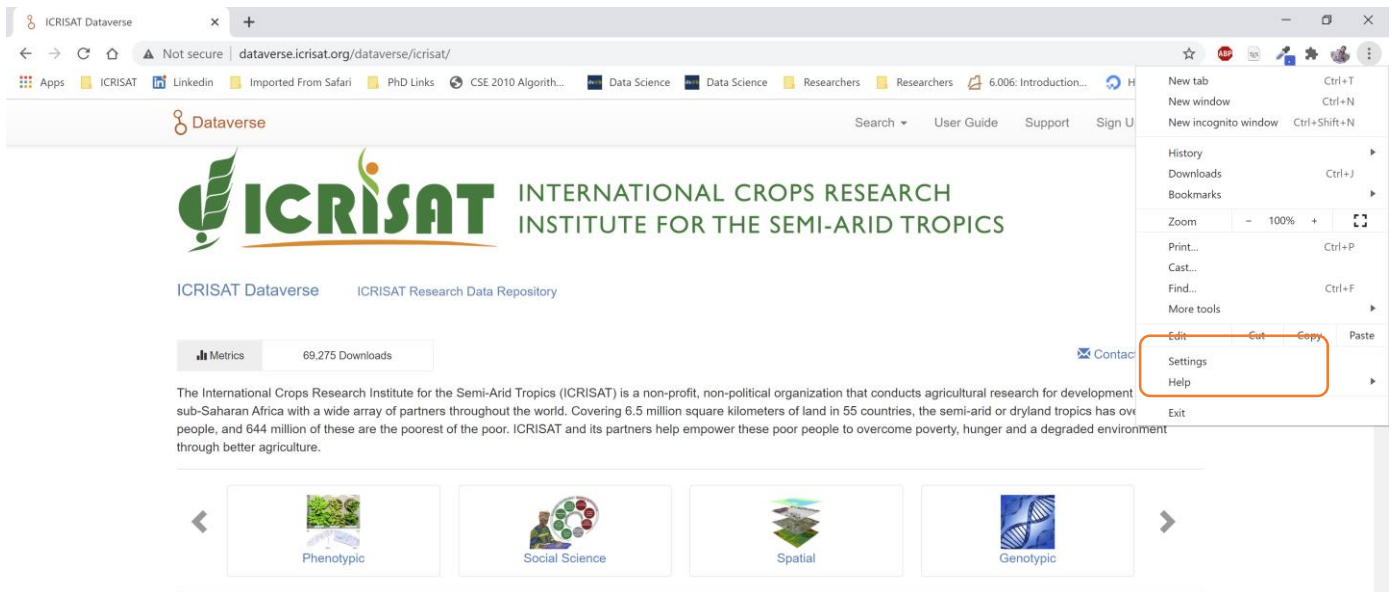 ICRISAT Dataverse
Not secure | dataverse.icrisat.org/dataverse/icrisat/
ABP
Apps ICRISAT Linkedin Imported From Safari PhD Links CSE 2010 Algorith... Data Science Data Science Researchers Researchers 6.006: Introduction... H
Dataverse Search User Guide Support Sign U
New tab Ctrl+T
New window Ctrl+N
New incognito window Ctrl+Shift+N
History
Downloads Ctrl+J
Bookmarks
Zoom - 100% +
Print... Ctrl+P
Cast...
Find... Ctrl+F
More tools
Edit Cut Copy Paste
Settings
Help
Exit
ICRISAT INTERNATIONAL CROPS RESEARCH
INSTITUTE FOR THE SEMI-ARID TROPICS
ICRISAT Dataverse ICRISAT Research Data Repository
Metrics 69,275 Downloads Contac
The International Crops Research Institute for the Semi-Arid Tropics (ICRISAT) is a non-profit, non-political organization that conducts agricultural research for development
sub-Saharan Africa with a wide array of partners throughout the world. Covering 6.5 million square kilometers of land in 55 countries, the semi-arid or dryland tropics has ove
people, and 644 million of these are the poorest of the poor. ICRISAT and its partners help empower these poor people to overcome poverty, hunger and a degraded environment
through better agriculture.
Phenotypic Social Science Spatial Genotypic